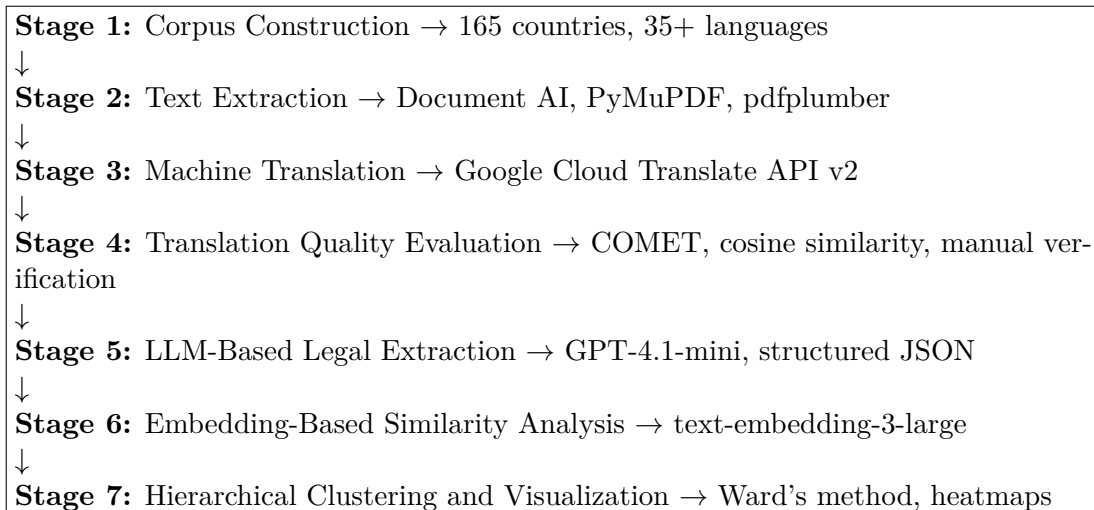 Stage 1: Corpus Construction → 165 countries, 35+ languages
↓
Stage 2: Text Extraction → Document AI, PyMuPDF, pdfplumber
↓
Stage 3: Machine Translation → Google Cloud Translate API v2
↓
Stage 4: Translation Quality Evaluation → COMET, cosine similarity, manual ver-
ification
↓
Stage 5: LLM-Based Legal Extraction → GPT-4.1-mini, structured JSON
↓
Stage 6: Embedding-Based Similarity Analysis → text-embedding-3-large
↓
Stage 7: Hierarchical Clustering and Visualization → Ward's method, heatmaps